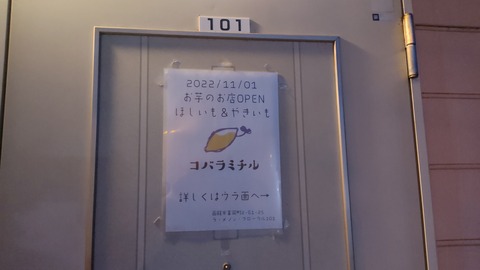 101
2022/11/01
お芋のお店OPEN
ほしいも&やきいも
コバラミチル
詳しくはウラ面へ→